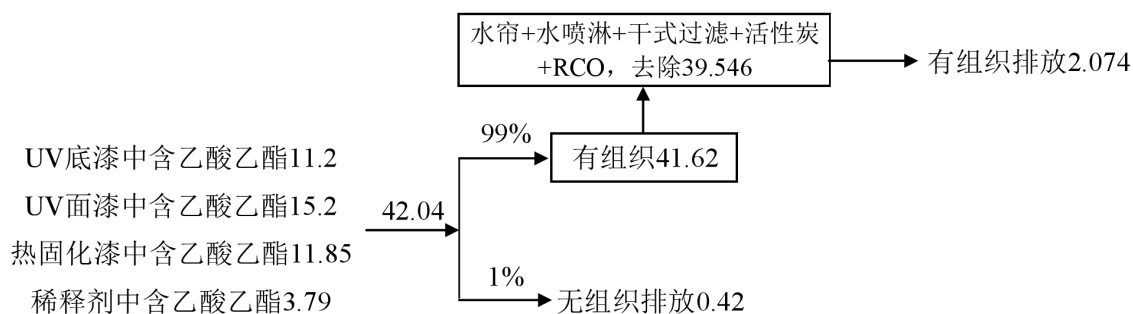 水帘+水喷淋+干式过滤+活性炭
+RCO，去除39.546
有组织排放2.074
99%
有组织41.62
UV底漆中含乙酸乙酯11.2
UV面漆中含乙酸乙酯15.2
42.04
热固化漆中含乙酸乙酯11.85
1%
稀释剂中含乙酸乙酯3.79
无组织排放0.42